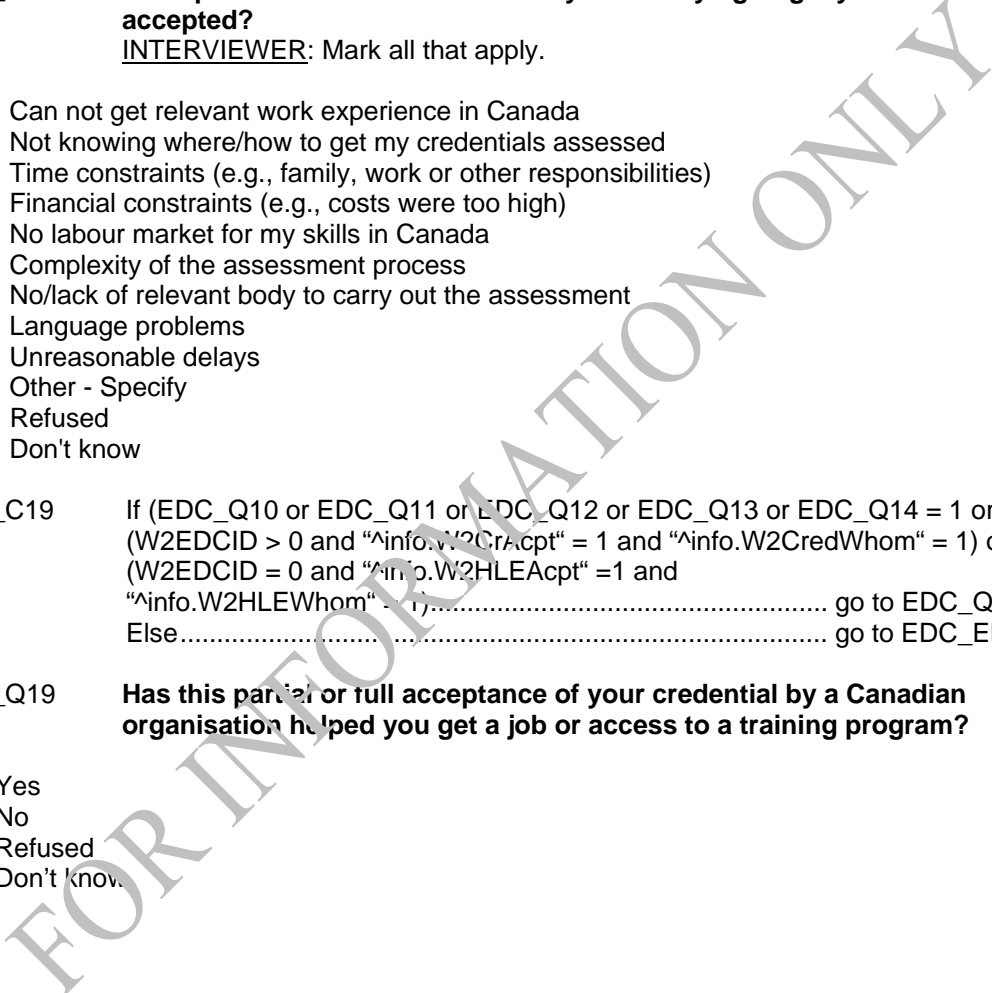 accepted?
INTERVIEWER: Mark all that apply.
Can not get relevant work experience in Canada
Not knowing where/how to get my credentials assessed
Time constraints (e.g., family, work or other responsibilities)
Financial constraints (e.g., costs were too high)
No labour market for my skills in Canada
Complexity of the assessment process
No/lack of relevant body to carry out the assessment
Language problems
Unreasonable delays
Other - Specify
Refused
Don't know
_C19 If (EDC_Q10 or EDC_Q11 or EDC_Q12 or EDC_Q13 or EDC_Q14 = 1 or
(W2EDCID > 0 and “^info.W2CrAcpt“ = 1 and “^info.W2CredWhom“ = 1) o
(W2EDCID = 0 and “^info.W2HLEAcpt“ =1 and
“^info.W2HLEWhom“ = 1)....................................................... go to EDC_Q
Else......................................................................................... go to EDC_E
_Q19 Has this partial or full acceptance of your credential by a Canadian
organisation helped you get a job or access to a training program?
Yes
No
Refused
Don’t know
FOR INFORMATION ONLY